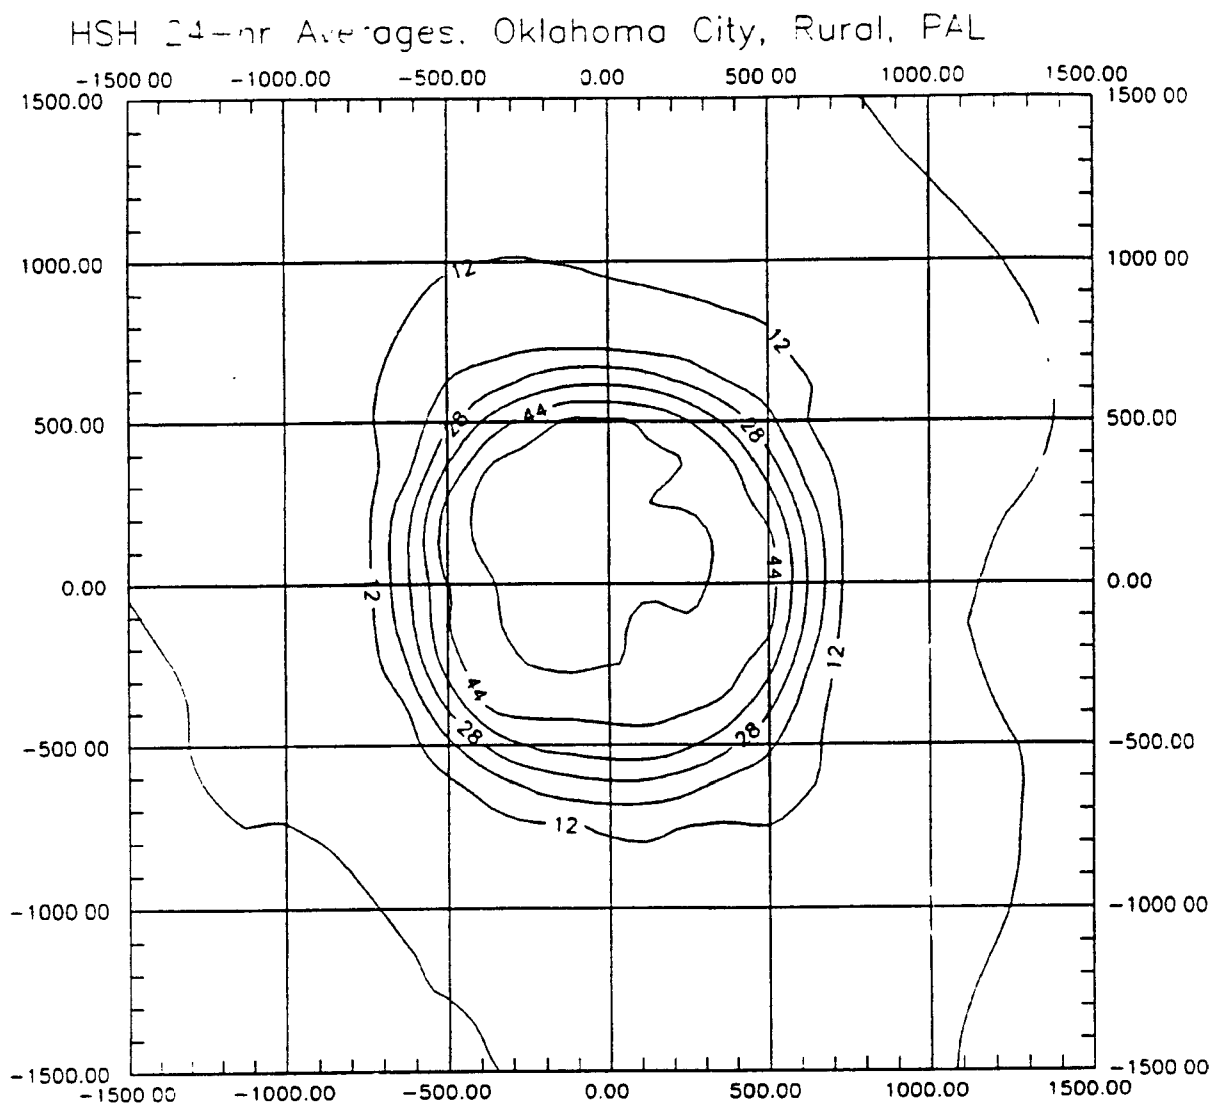 HSH 24-hr Averages, Oklahoma City, Rural, PAL
-1500 00 -1000.00 -500.00 0.00 500.00 1000.00 1500.00
1500.00 1500 00
1000.00 12 1000 00
12
500.00 28 44 28 500.00
0.00 12 44 0.00
12
44
-500 00 28 28 -500.00
12
-1000 00 -1000 00
-1500.00 -1500 00
-1500 00 -1000.00 -500.00 0.00 500.00 1000.00 1500.00